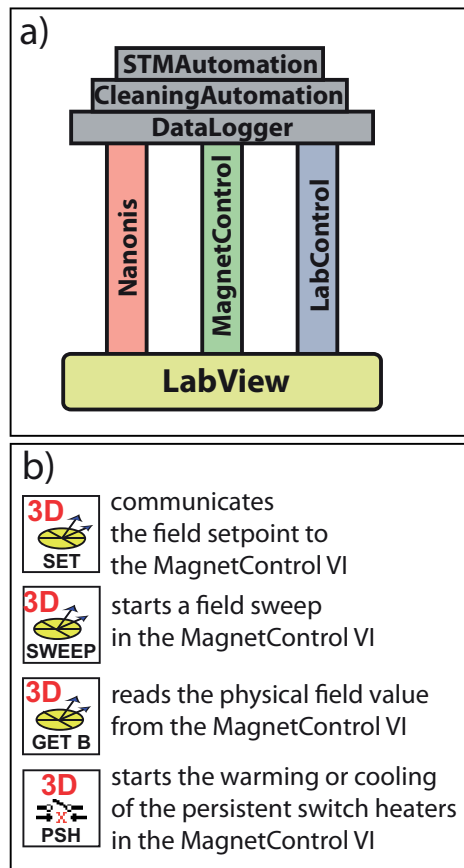 a)
STMAutomation
CleaningAutomation
DataLogger
Nanonis
MagnetControl
LabControl
LabView
b)
3D
SET
communicates
the field setpoint to
the MagnetControl VI
3D
SWEEP
starts a field sweep
in the MagnetControl VI
3D
GET B
reads the physical field value
from the MagnetControl VI
3D
X
PSH
starts the warming or cooling
of the persistent switch heaters
in the MagnetControl VI